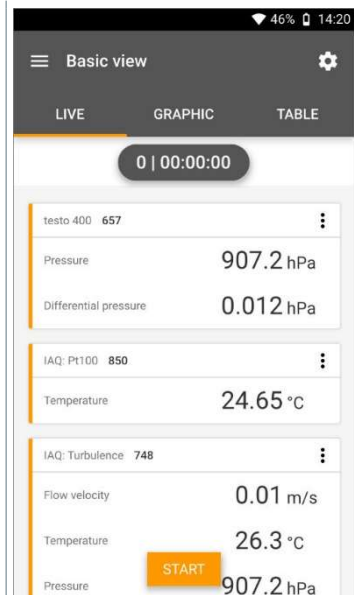 46% 14:20
Basic view
LIVE GRAPHIC TABLE
0 | 00:00:00
testo 400 657
Pressure 907.2 hPa
Differential pressure 0.012 hPa
IAQ: Pt100 850
Temperature 24.65 °C
IAQ: Turbulence 748
Flow velocity 0.01 m/s
Temperature 26.3 °C
START
Pressure 907.2 hPa